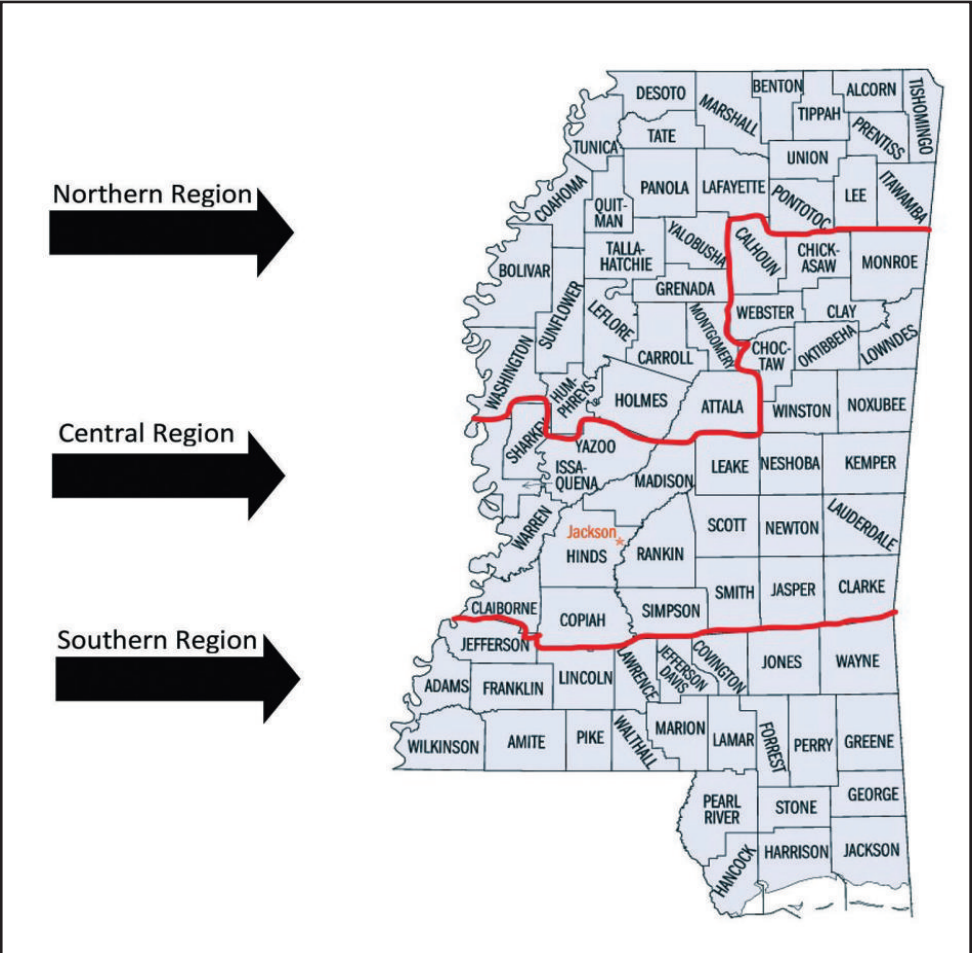 Northern Region
Central Region
Southern Region
DESOTO
MARSHALL
BENTON
TIPPAH
ALCORN
TISHOMINGO
PRENTISS
TUNICA
TATE
UNION
COAHOMA
QUIT-
MAN
PANOLA
LAFAYETTE
PONTOTOC
LEE
ITAWAMBA
BOLIVAR
TALLA-
HATCHIE
YALOBUSHA
CALHOUN
CHICK-
ASAW
MONROE
SUNFLOWER
LEFLORE
GRENADA
MONTGOMERY
WEBSTER
CLAY
WASHINGTON
CARROLL
CHOC-
TAW
OKTIBBEHA
LOWNDES
HUM-
PHREYS
HOLMES
ATTALA
WINSTON
NOXUBEE
SHARKEY
YAZOO
ISSA-
QUENA
MADISON
LEAKE
NESHOBA
KEMPER
WARREN
Jackson
HINDS
RANKIN
SCOTT
NEWTON
LAUDERDALE
CLAIBORNE
COPIAH
SIMPSON
SMITH
JASPER
CLARKE
JEFFERSON
ADAMS
FRANKLIN
LINCOLN
LAWRENCE
JEFFERSON
DAVIS
COVINGTON
JONES
WAYNE
WILKINSON
AMITE
PIKE
WALTHALL
MARION
LAMAR
FORREST
PERRY
GREENE
PEARL
RIVER
STONE
GEORGE
HANCOCK
HARRISON
JACKSON